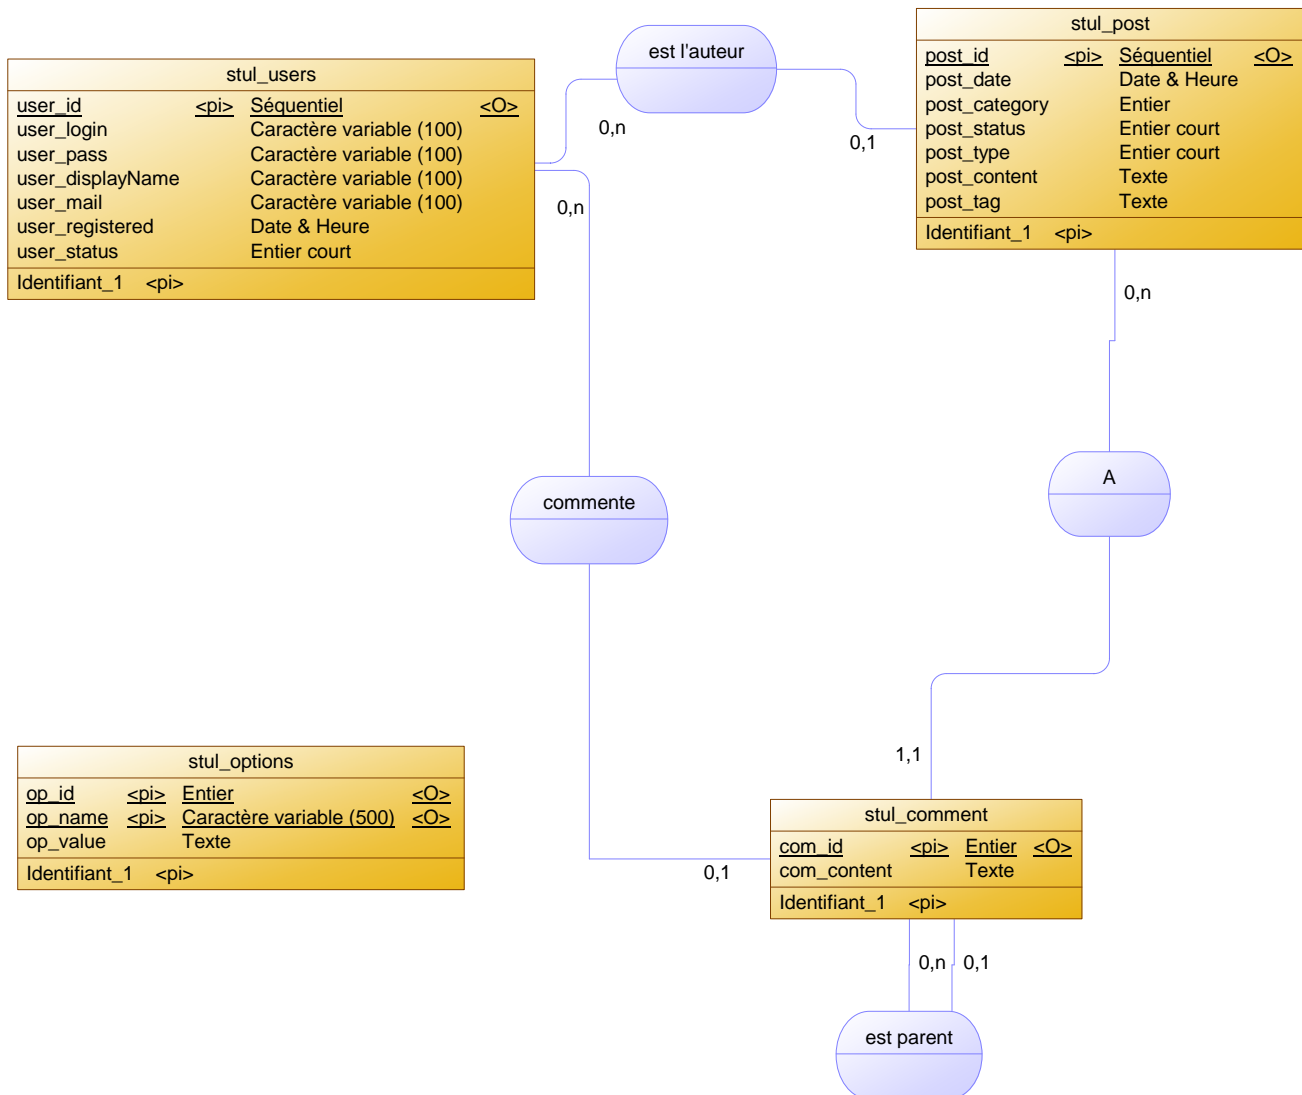 stul_users
user_id <pi> Séquentiel <O>
user_login Caractère variable (100)
user_pass Caractère variable (100)
user_displayName Caractère variable (100)
user_mail Caractère variable (100)
user_registered Date & Heure
user_status Entier court
Identifiant_1 <pi>
est l'auteur
0,n
0,1
stul_post
post_id <pi> Séquentiel <O>
post_date Date & Heure
post_category Entier
post_status Entier court
post_type Entier court
post_content Texte
post_tag Texte
Identifiant_1 <pi>
0,n
0,n
commente
A
0,1
1,1
stul_options
op_id <pi> Entier <O>
op_name <pi> Caractère variable (500) <O>
op_value Texte
Identifiant_1 <pi>
stul_comment
com_id <pi> Entier <O>
com_content Texte
Identifiant_1 <pi>
0,n 0,1
est parent